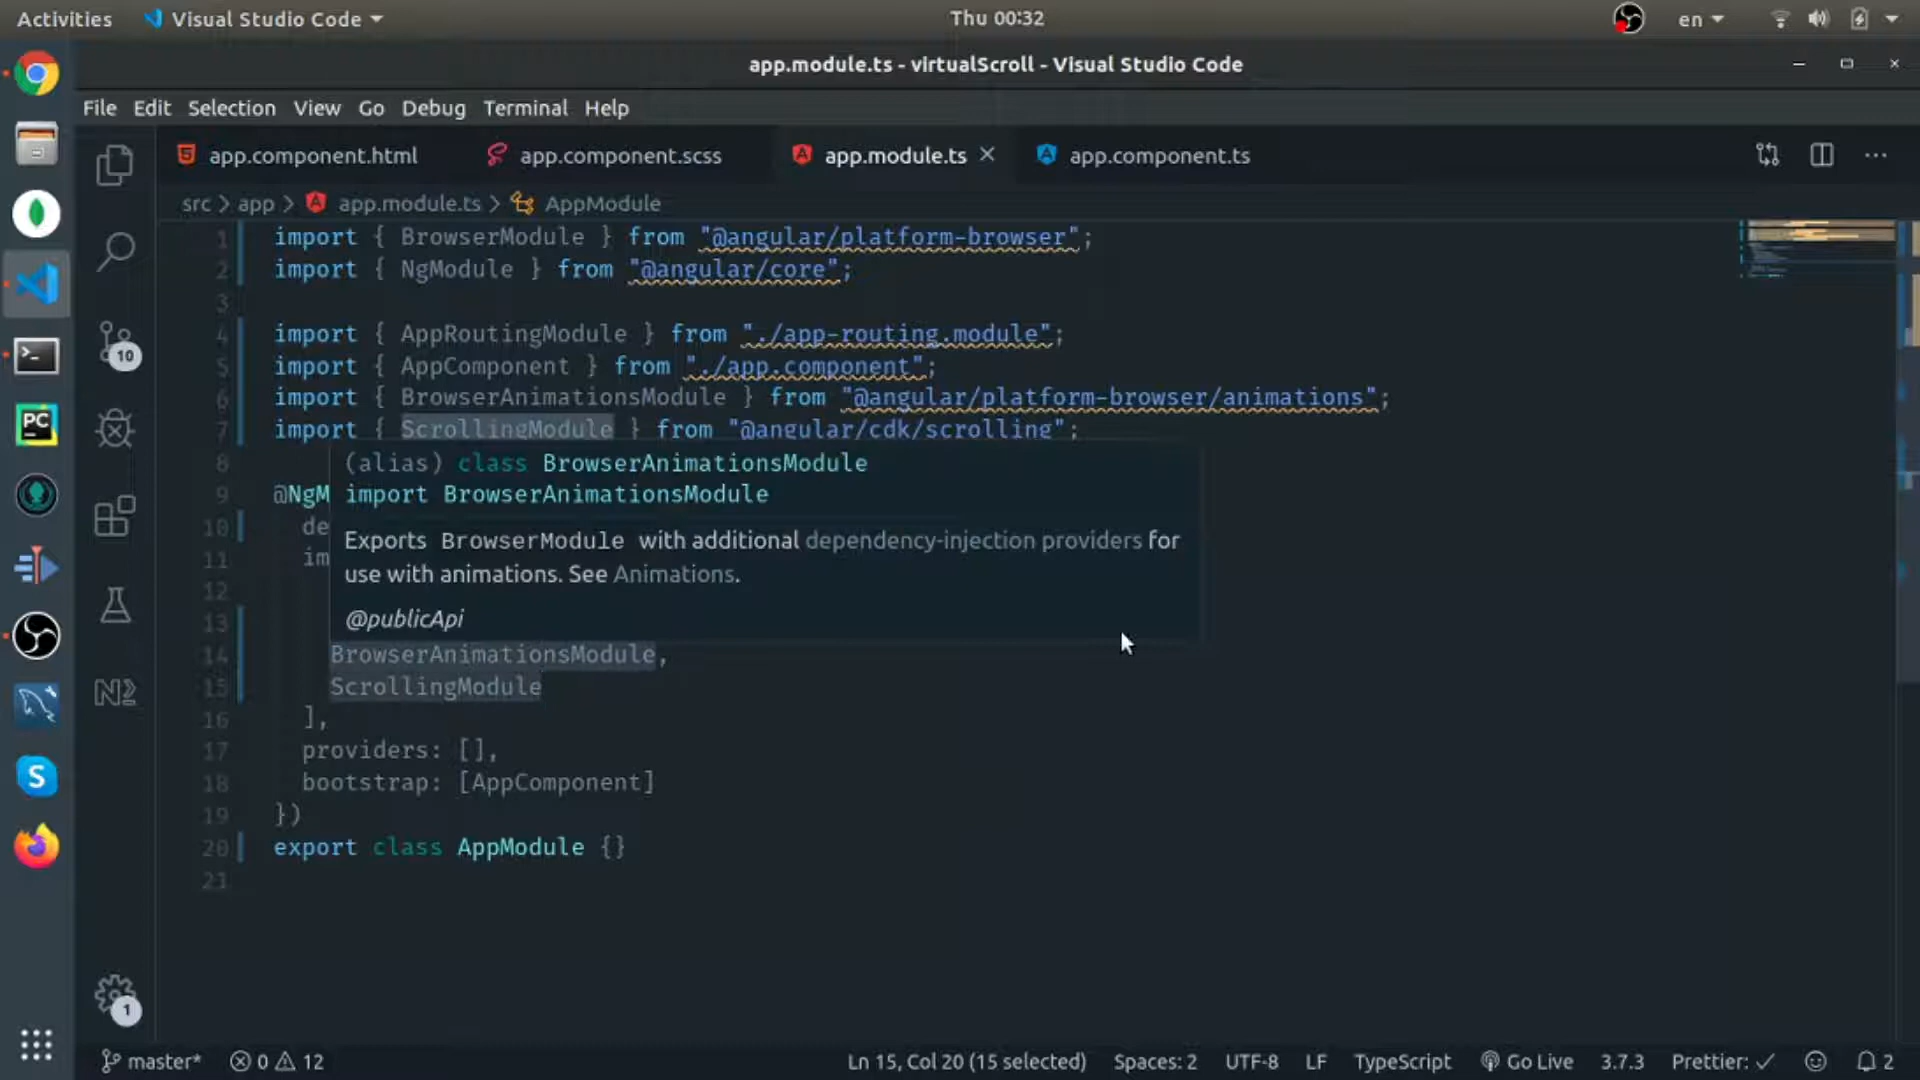 Activities Visual Studio Code Thu 00:32 en
app.module.ts - virtualScroll - Visual Studio Code
File Edit Selection View Go Debug Terminal Help
app.component.html app.component.scss app.module.ts app.component.ts
src > app > app.module.ts > AppModule
1 import { BrowserModule } from "@angular/platform-browser";
2 import { NgModule } from "@angular/core";
3
4 import { AppRoutingModule } from "./app-routing.module";
5 import { AppComponent } from "./app.component";
6 import { BrowserAnimationsModule } from "@angular/platform-browser/animations";
7 import { ScrollingModule } from "@angular/cdk/scrolling";
8 (alias) class BrowserAnimationsModule
9 @NgM import BrowserAnimationsModule
10 de
Exports BrowserModule with additional dependency-injection providers for
11 im
use with animations. See Animations.
12
13 @publicApi
14 BrowserAnimationsModule,
15 ScrollingModule
16 ],
17 providers: [],
18 bootstrap: [AppComponent]
19 })
20 export class AppModule {}
21
PC
10
S
1
master* 0 12 Ln 15, Col 20 (15 selected) Spaces: 2 UTF-8 LF TypeScript Go Live 3.7.3 Prettier: ✓ 2